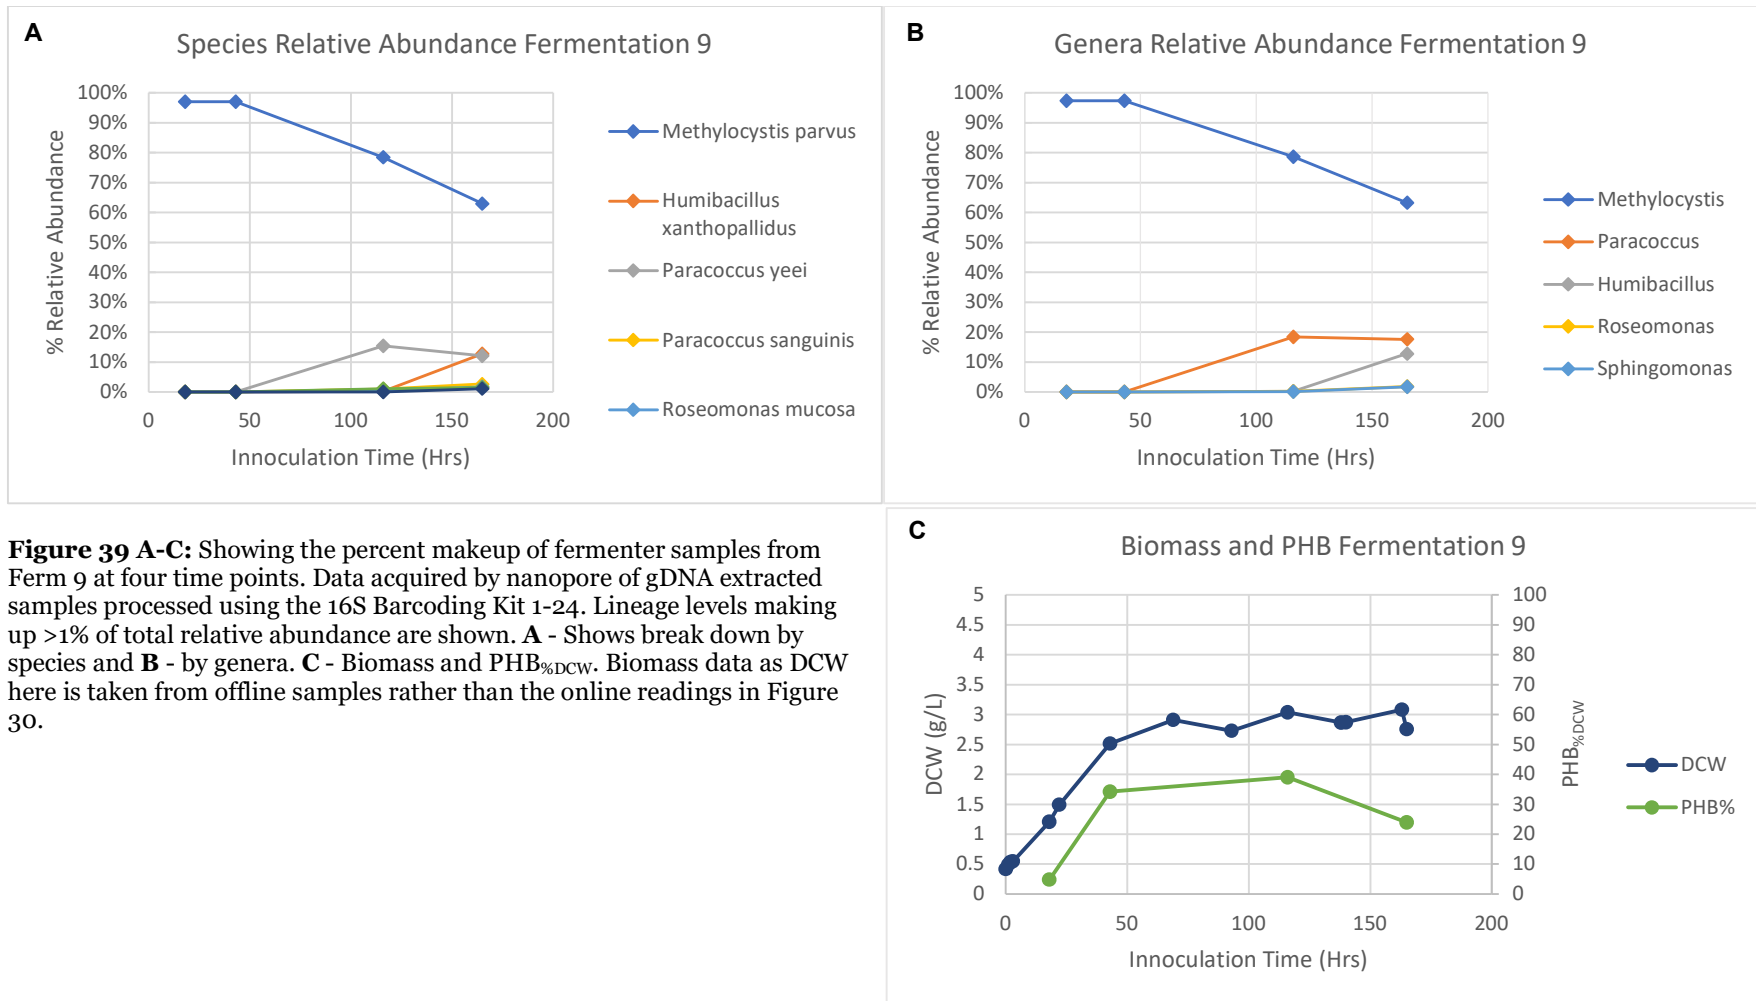 A
Species Relative Abundance Fermentation 9
100%
90%
80%
70%
60%
50%
40%
30%
20%
10%
0%
% Relative Abundance
0 50 100 150 200
Innoculation Time (Hrs)
Methylocystis parvus
Humibacillus
xanthopallidus
Paracoccus yeei
Paracoccus sanguinis
Roseomonas mucosa
B
Genera Relative Abundance Fermentation 9
100%
90%
80%
70%
60%
50%
40%
30%
20%
10%
0%
% Relative Abundance
0 50 100 150 200
Innoculation Time (Hrs)
Methylocystis
Paracoccus
Humibacillus
Roseomonas
Sphingomonas
Figure 39 A-C: Showing the percent makeup of fermenter samples from
Ferm 9 at four time points. Data acquired by nanopore of gDNA extracted
samples processed using the 16S Barcoding Kit 1-24. Lineage levels making
up >1% of total relative abundance are shown. A - Shows break down by
species and B - by genera. C - Biomass and PHB%DCW. Biomass data as DCW
here is taken from offline samples rather than the online readings in Figure
30.
C
Biomass and PHB Fermentation 9
5
4.5
4
3.5
3
2.5
2
1.5
1
0.5
0
DCW (g/L)
100
90
80
70
60
50
40
30
20
10
0
PHB%DCW
0 50 100 150 200
Innoculation Time (Hrs)
DCW
PHB%